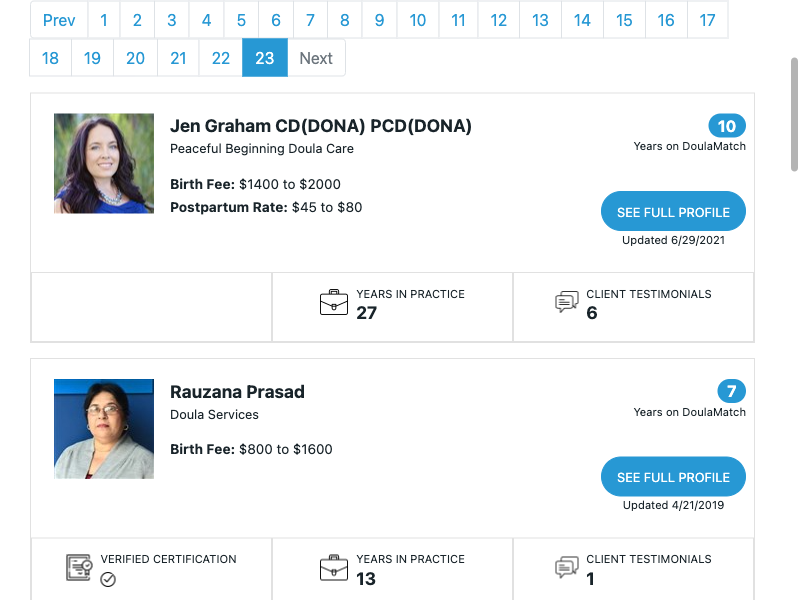 Prev 1 2 3 4 5 6 7 8 9 10 11 12 13 14 15 16 17
18 19 20 21 22 23 Next
Jen Graham CD(DONA) PCD(DONA)
10
Peaceful Beginning Doula Care
Years on DoulaMatch
Birth Fee: $1400 to $2000
Postpartum Rate: $45 to $80
SEE FULL PROFILE
Updated 6/29/2021
YEARS IN PRACTICE
27
CLIENT TESTIMONIALS
6
Rauzana Prasad
7
Doula Services
Years on DoulaMatch
Birth Fee: $800 to $1600
SEE FULL PROFILE
Updated 4/21/2019
VERIFIED CERTIFICATION
YEARS IN PRACTICE
13
CLIENT TESTIMONIALS
1